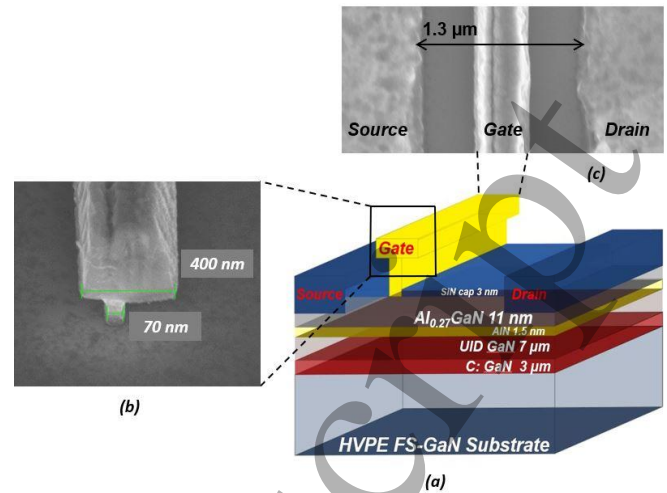 1.3 µm
Source
Gate
Drain
(c)
400 nm
70 nm
(b)
Gate
Source
SiN cap 3 nm
Drain
Al0.27GaN 11 nm
AlN 1.5 nm
UID GaN 7 µm
C: GaN 3 µm
HVPE FS-GaN Substrate
(a)
cript